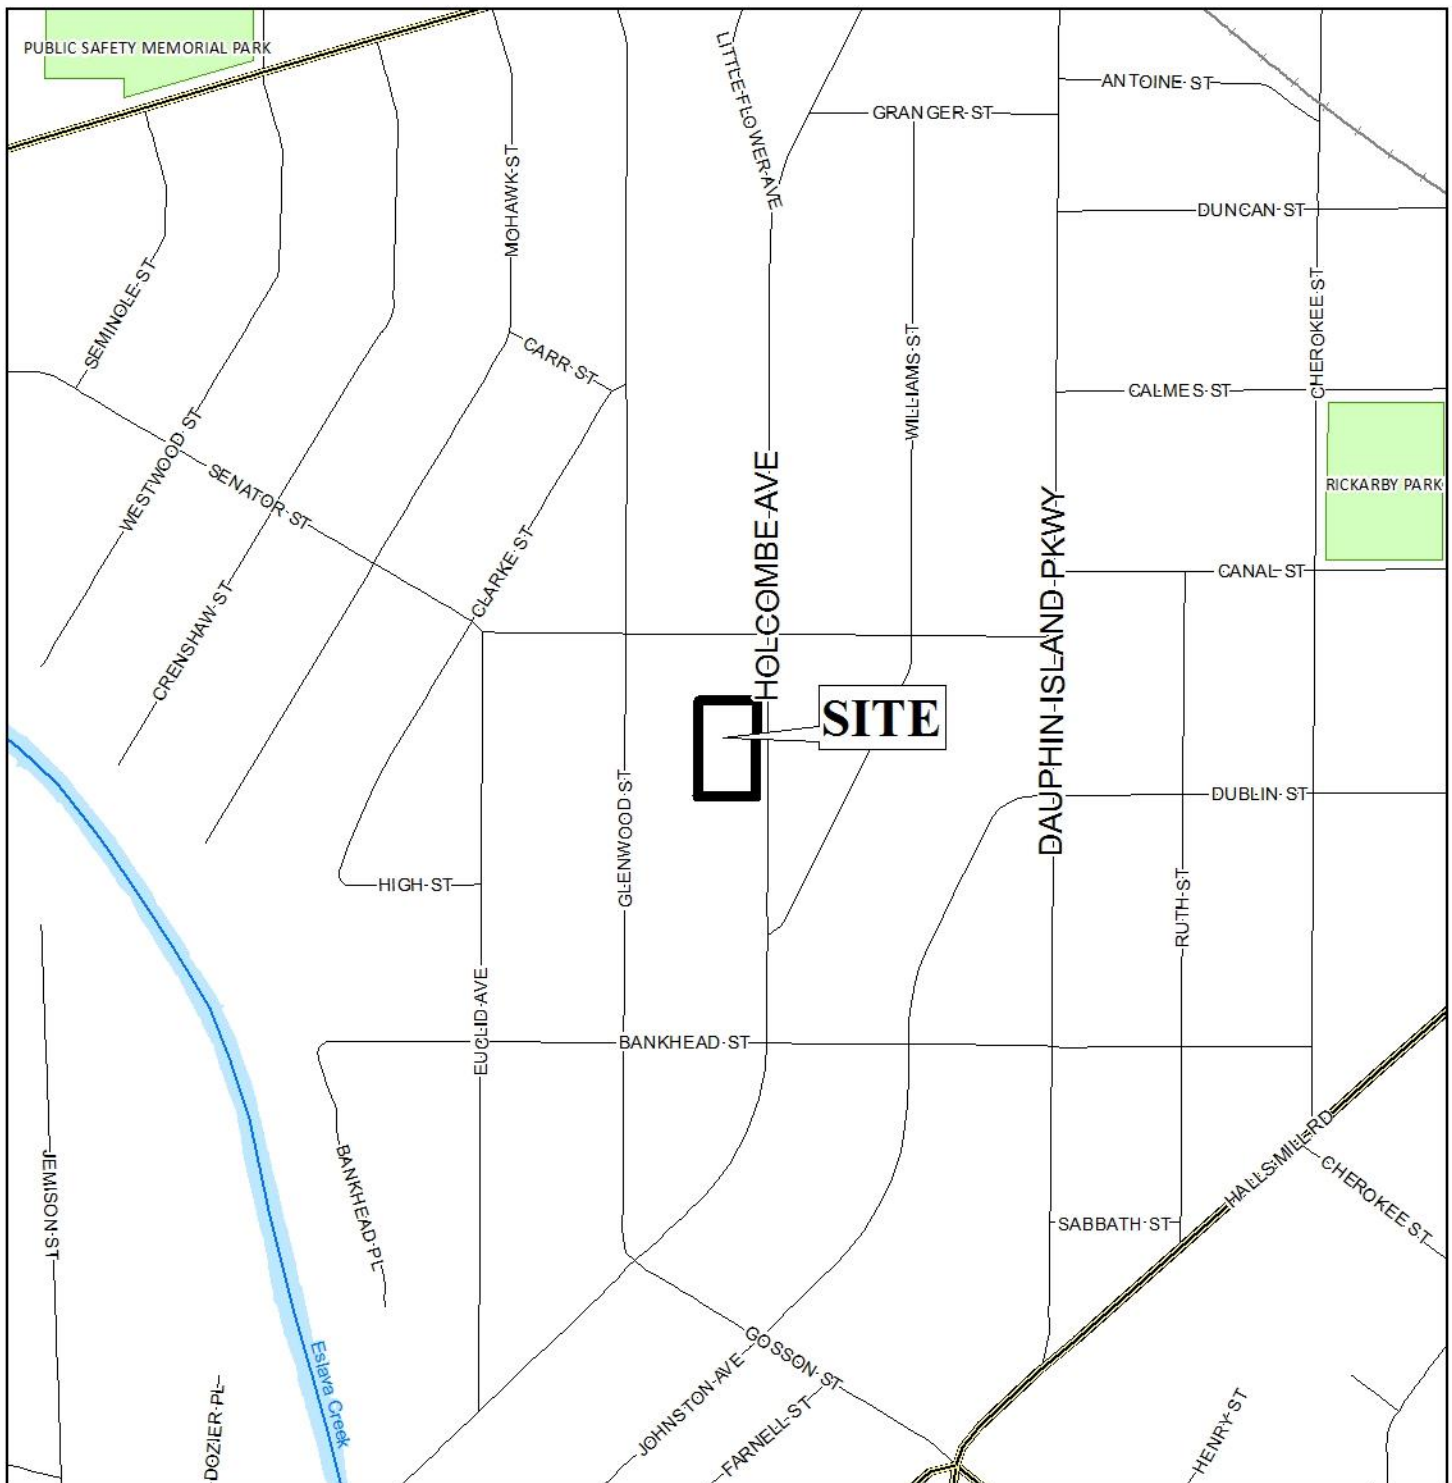 PUBLIC SAFETY MEMORIAL PARK
LITTLE FLOWER AVE
ANTOINE ST
GRANGER ST
MOHAWK ST
DUNCAN ST
SEMINOLE ST
CHEROKEE ST
CARR ST
WILLIAMS ST
CALMES ST
WESTWOOD ST
SENATOR ST
RICKARBY PARK
HOLCOMBE AVE
DAUPHIN ISLAND PKWY
CLARKE ST
CANAL ST
CRENSHAW ST
SITE
GLENWOOD ST
DUBLIN ST
HIGH ST
RUTH ST
EUCLID AVE
BANKHEAD ST
JEMISON ST
BANKHEAD PL
HALLS MILL RD
CHEROKEE ST
SABBATH ST
Eslava Creek
GOSSON ST
JOHNSTON AVE
FARNELL ST
DOZIER PL
HENRY ST